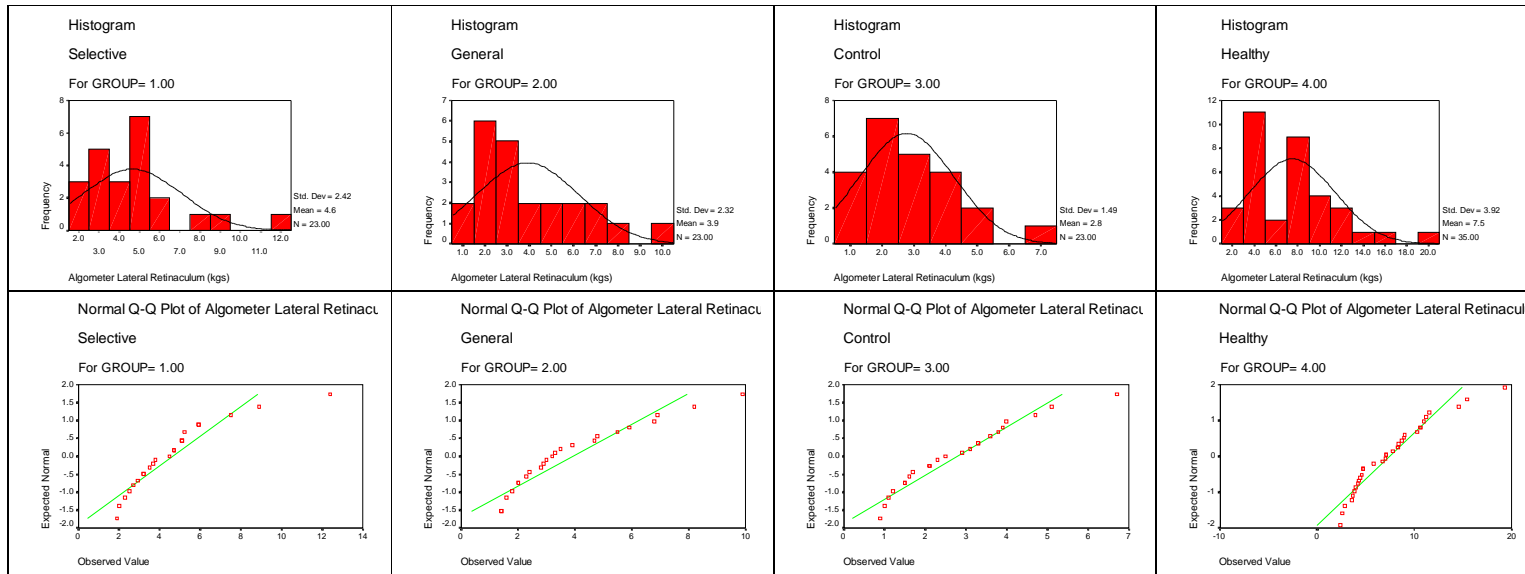 Histogram
Selective
For GROUP= 1.00
8
6
4
2
0
Frequency
2.0 4.0 6.0 8.0 10.0 12.0
3.0 5.0 7.0 9.0 11.0
Std. Dev = 2.42
Mean = 4.6
N = 23.00
Algometer Lateral Retinaculum (kgs)
Histogram
General
For GROUP= 2.00
7
6
5
4
3
2
1
0
Frequency
1.0 2.0 3.0 4.0 5.0 6.0 7.0 8.0 10.0
Std. Dev = 2.32
Mean = 3.9
N = 23.00
Algometer Lateral Retinaculum (kgs)
Histogram
Control
For GROUP= 3.00
8
6
4
2
0
Frequency
1.0 2.0 3.0 4.0 5.0 6.0 7.0
Std. Dev = 1.49
Mean = 2.8
N = 23.00
Algometer Lateral Retinaculum (kgs)
Histogram
Healthy
For GROUP= 4.00
12
10
8
6
4
2
0
Frequency
2.0 4.0 6.0 8.0 10.0 12.0 14.0 16.0 18.0 20.0
Std. Dev = 3.92
Mean = 7.5
N = 35.00
Algometer Lateral Retinaculum (kgs)
Normal Q-Q Plot of Algometer Lateral Retinacu
Selective
For GROUP= 1.00
2.0
1.5
1.0
.5
0.0
-.5
-1.0
-1.5
-2.0
Expected Normal
0 2 4 6 8 10 12 14
Observed Value
Normal Q-Q Plot of Algometer Lateral Retinacu
General
For GROUP= 2.00
2.0
1.5
1.0
.5
0.0
-.5
-1.0
-1.5
-2.0
Expected Normal
0 2 4 6 8 10
Observed Value
Normal Q-Q Plot of Algometer Lateral Retinacu
Control
For GROUP= 3.00
2.0
1.5
1.0
.5
0.0
-.5
-1.0
-1.5
-2.0
Expected Normal
0 1 2 3 4 5 6 7
Observed Value
Normal Q-Q Plot of Algometer Lateral Retinacul
Healthy
For GROUP= 4.00
2
1
0
-1
-2
Expected Normal
-10 0 10 20
Observed Value